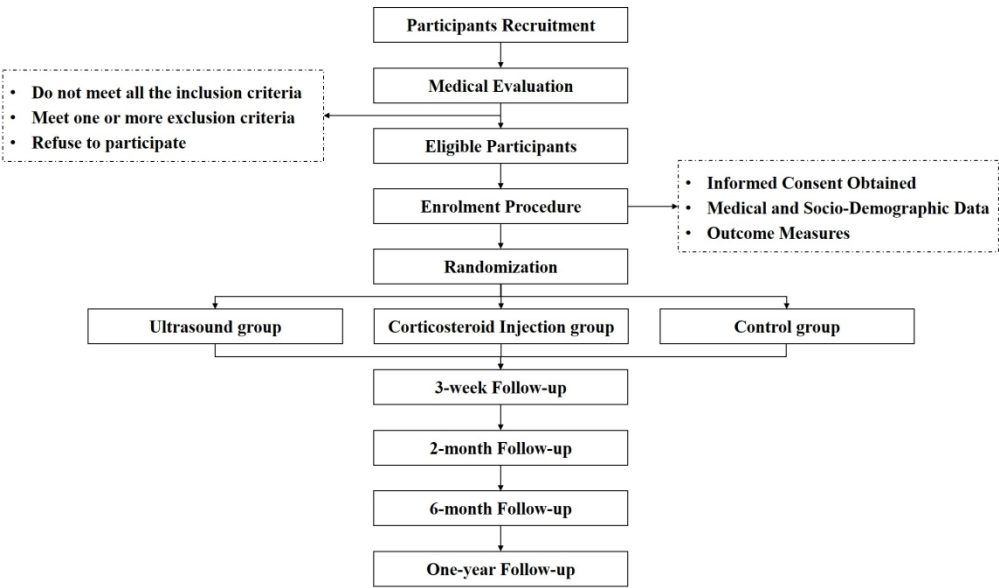 Participants Recruitment
Medical Evaluation
• Do not meet all the inclusion criteria
• Meet one or more exclusion criteria
• Refuse to participate
Eligible Participants
Enrolment Procedure
• Informed Consent Obtained
• Medical and Socio-Demographic Data
• Outcome Measures
Randomization
Ultrasound group
Corticosteroid Injection group
Control group
3-week Follow-up
2-month Follow-up
6-month Follow-up
One-year Follow-up